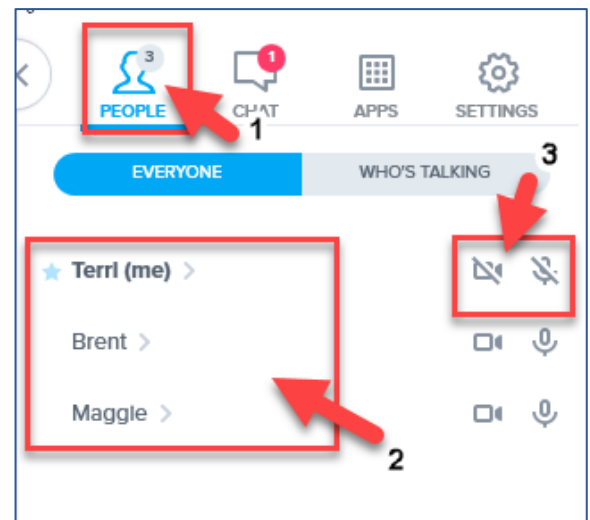 3 1
PEOPLE CHAT APPS SETTINGS
1
EVERYONE WHO'S TALKING
3
Terri (me)
Brent
Maggie
2